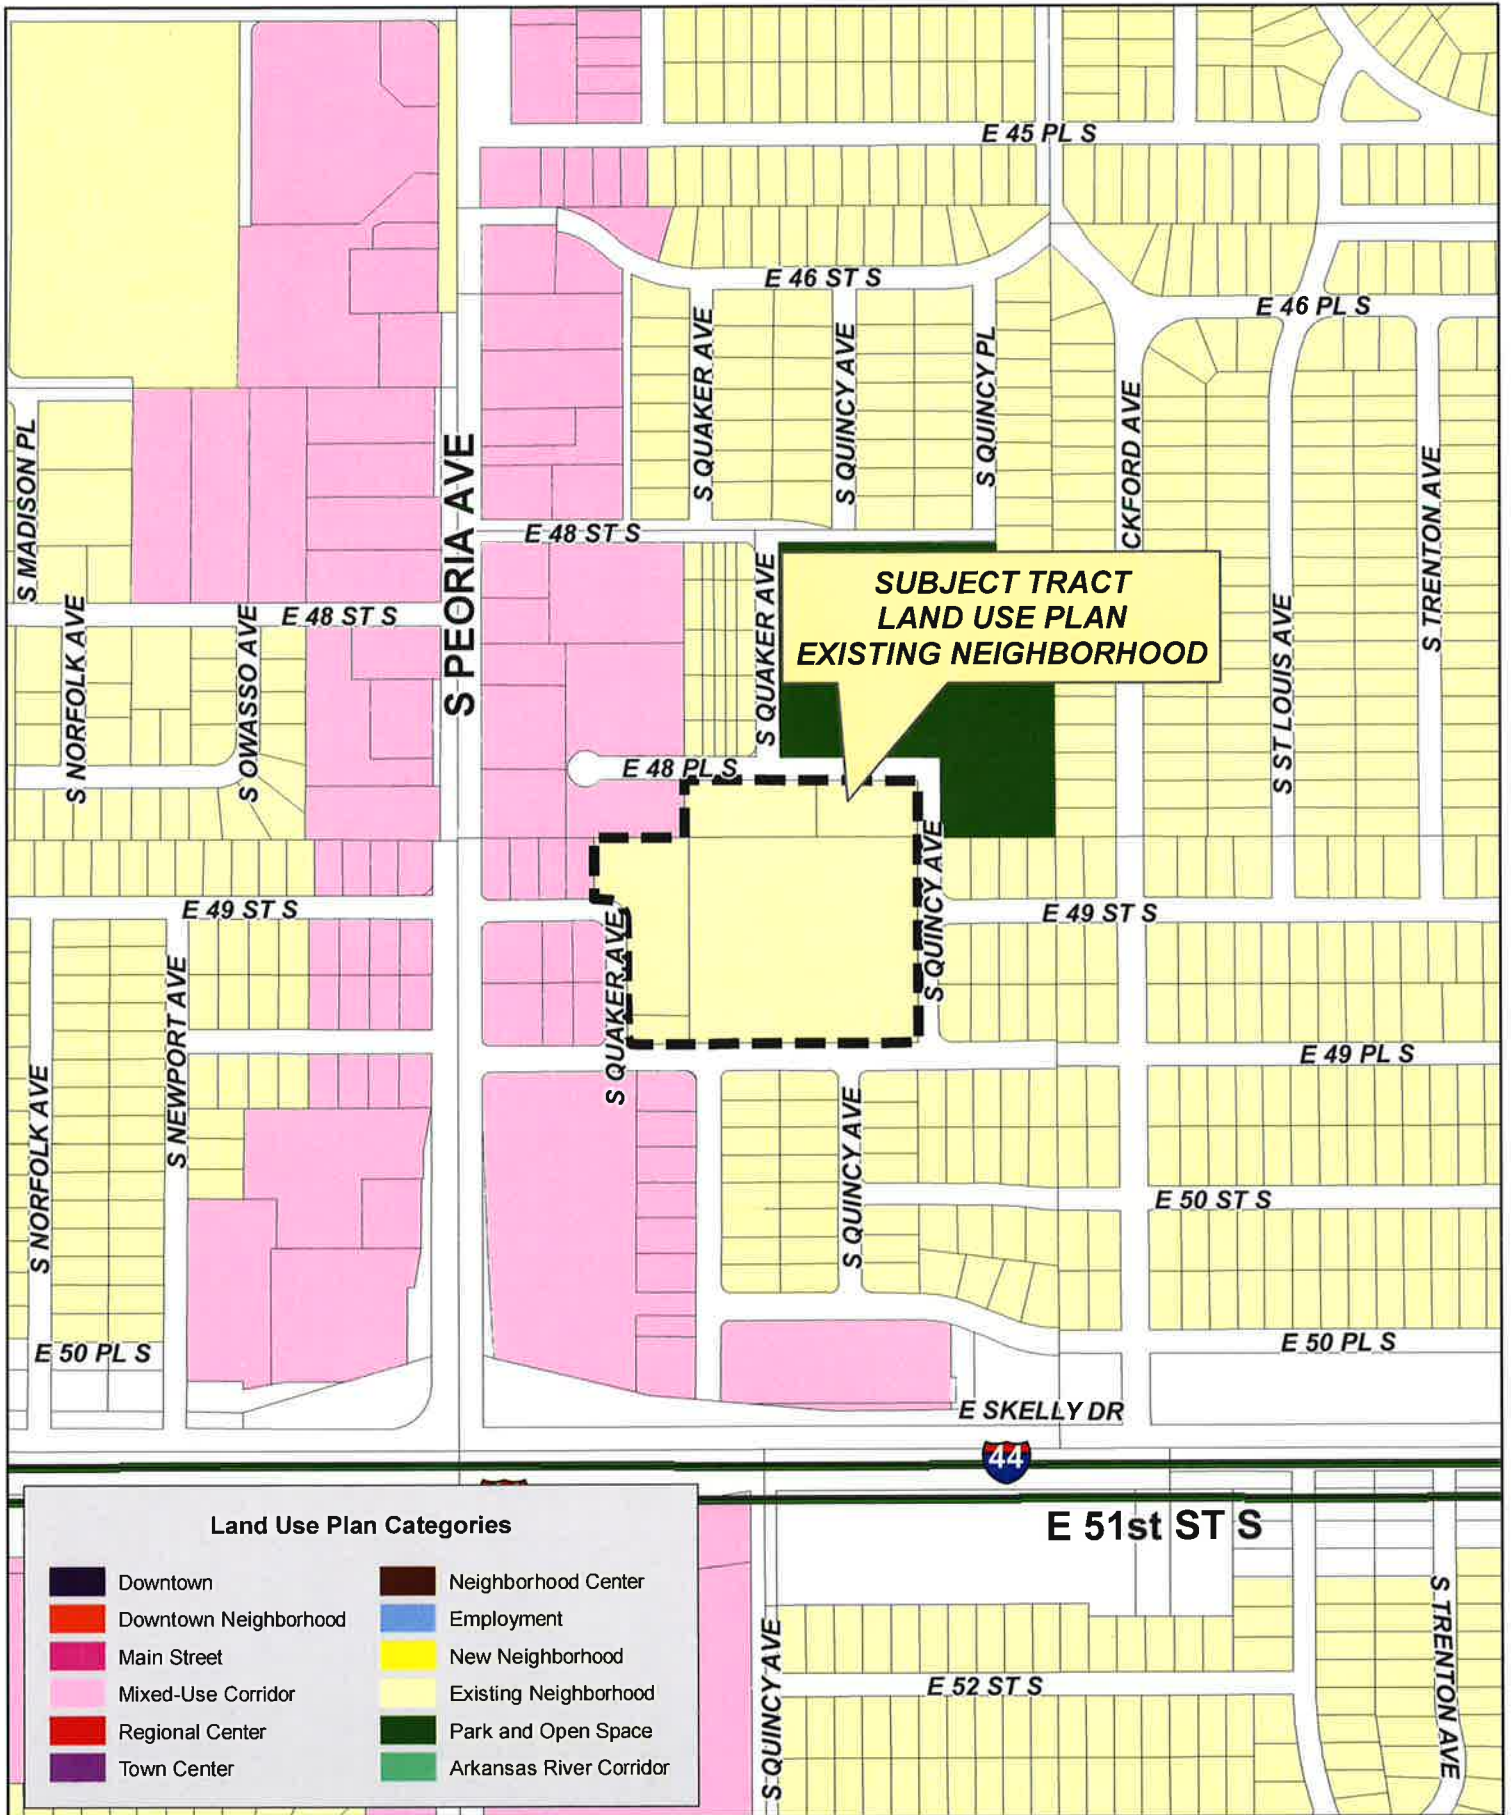 E 45 PL S
E 46 ST S
E 46 PL S
S QUAKER AVE
S QUINCY AVE
S QUINCY PL
CKFORD AVE
S MADISON PL
S PEORIA AVE
S TRENTON AVE
E 48 ST S
SUBJECT TRACT
LAND USE PLAN
EXISTING NEIGHBORHOOD
S QUAKER AVE
S ST LOUIS AVE
E 48 ST S
S NORFOLK AVE
S OWASSO AVE
E 48 PL S
S QUINCY AVE
E 49 ST S
E 49 ST S
S QUAKER AVE
S NEWPORT AVE
E 49 PL S
S NORFOLK AVE
S QUINCY AVE
E 50 ST S
E 50 PL S
E 50 PL S
E SKELLY DR
44
E 51st ST S
Land Use Plan Categories
Downtown
Downtown Neighborhood
Main Street
Mixed-Use Corridor
Regional Center
Town Center
Neighborhood Center
Employment
New Neighborhood
Existing Neighborhood
Park and Open Space
Arkansas River Corridor
S QUINCY AVE
E 52 ST S
S TRENTON AVE